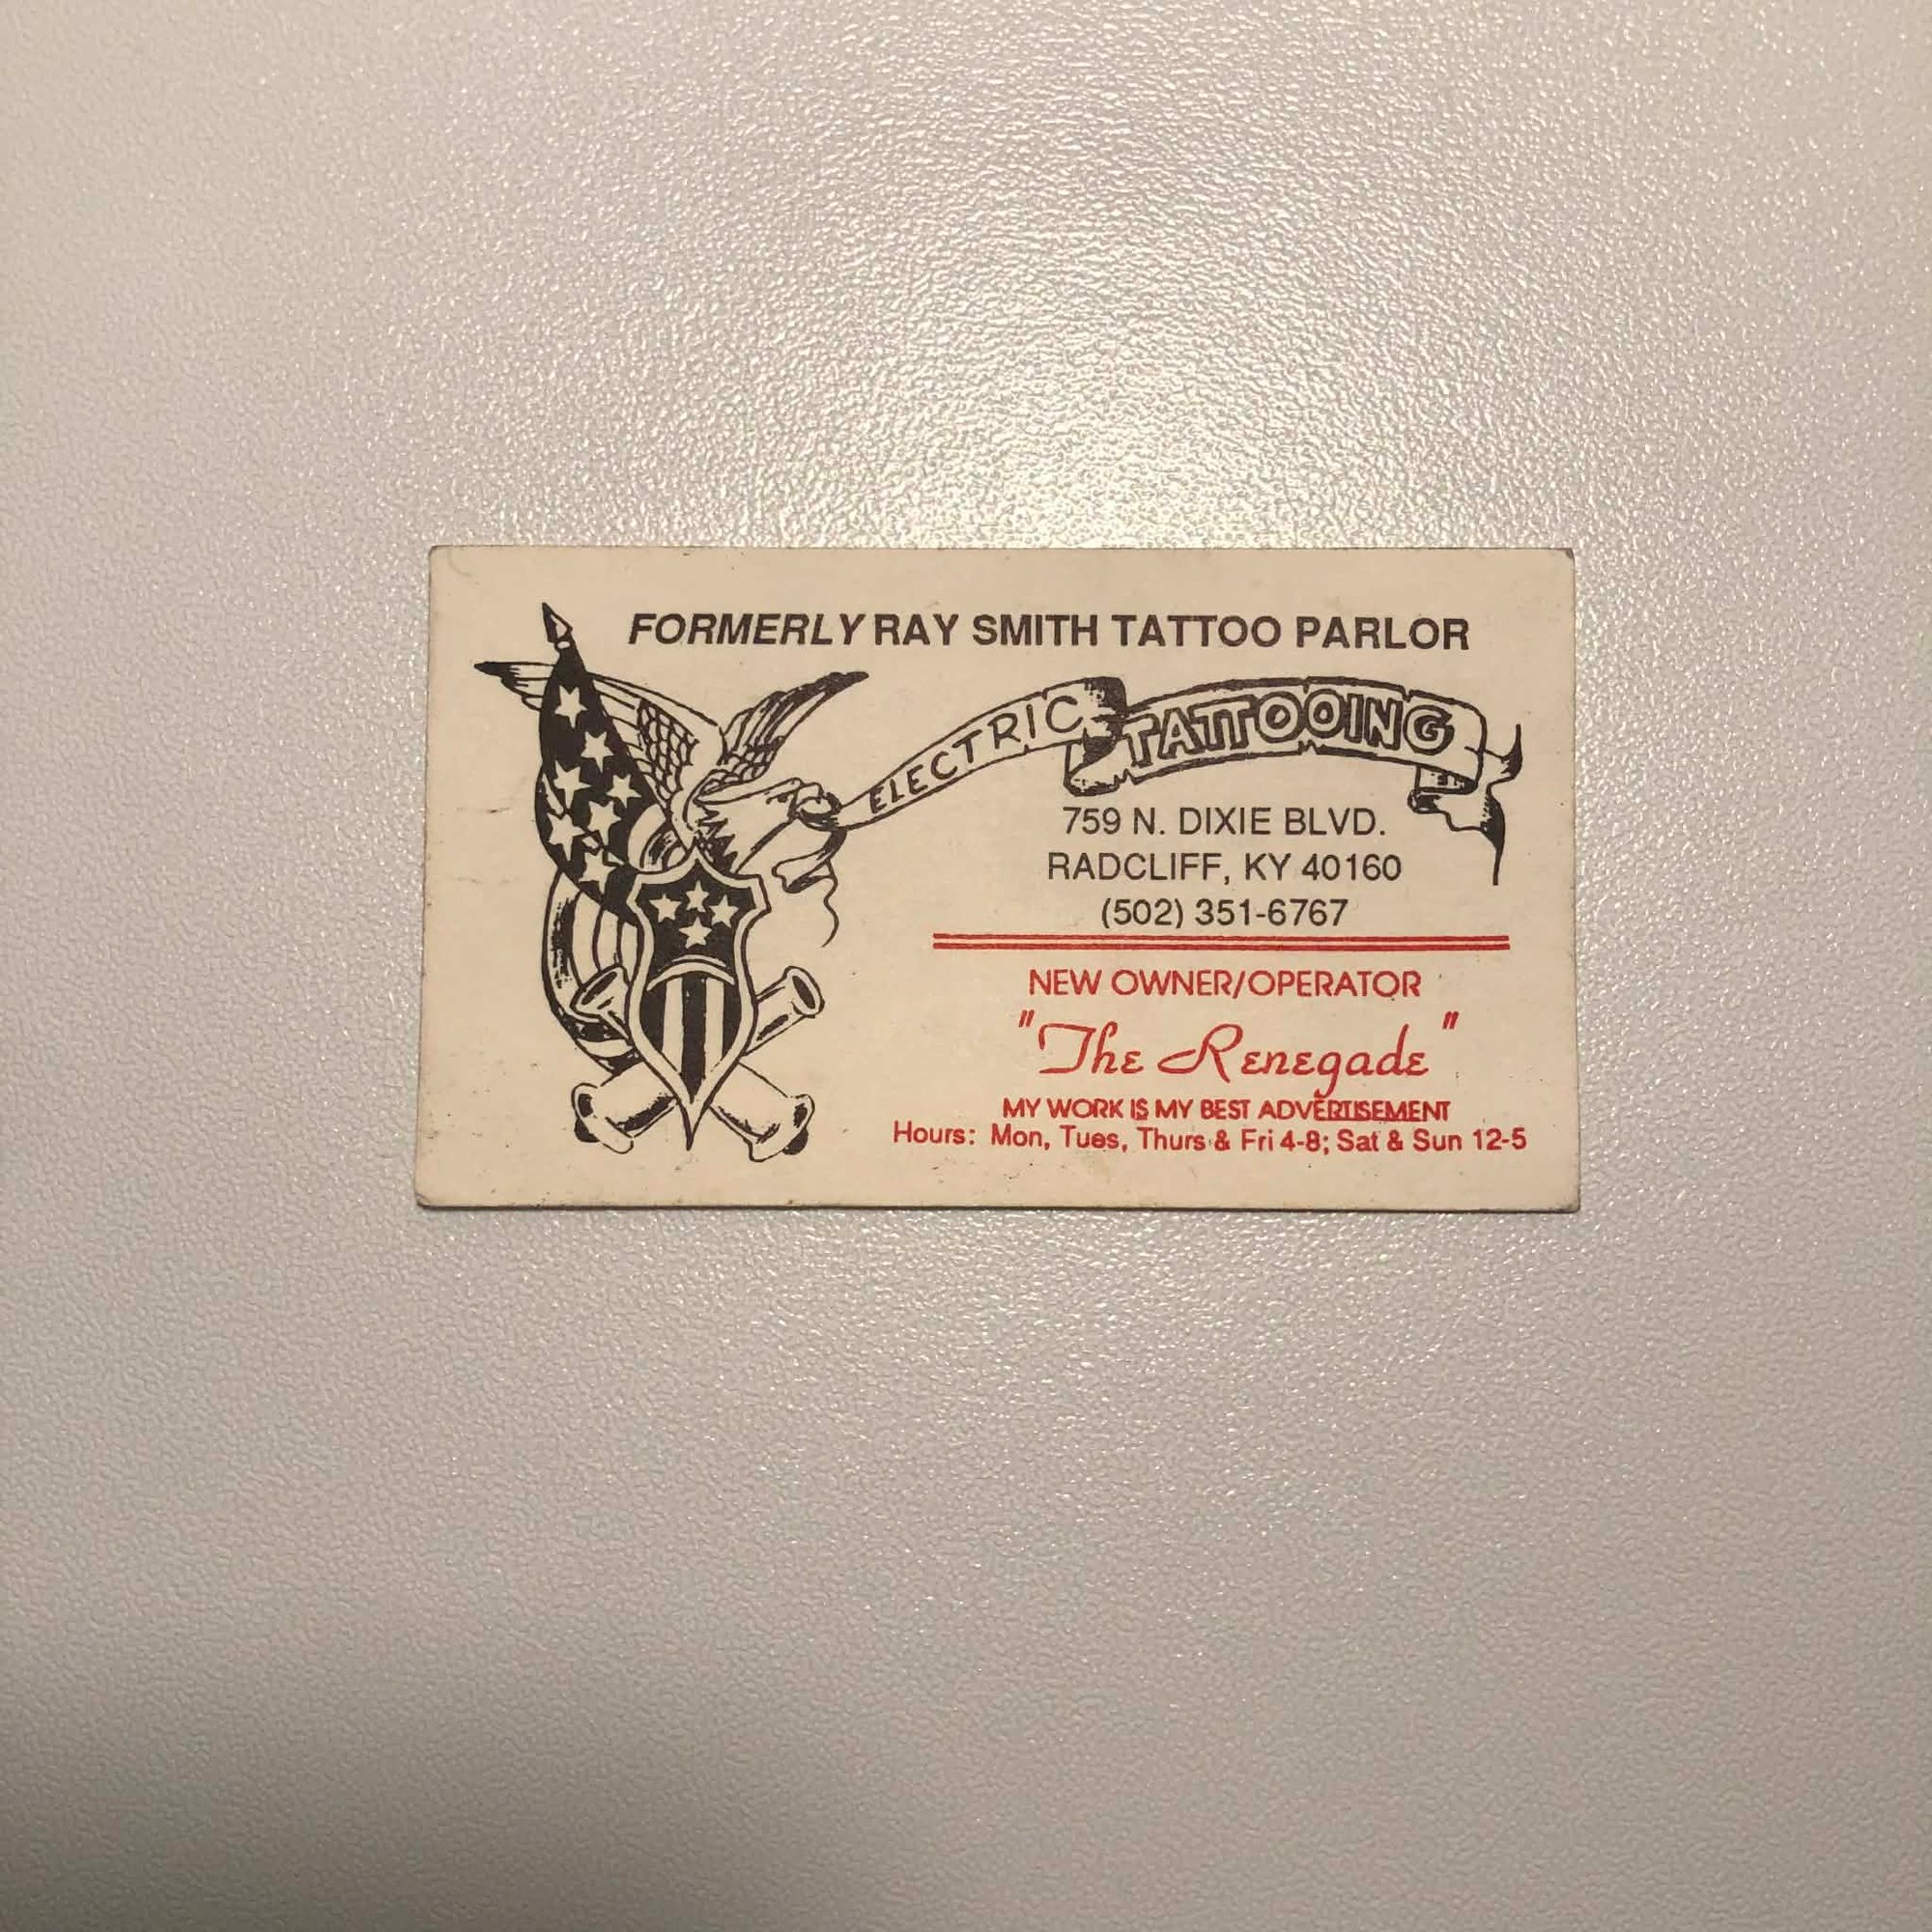 FORMERLY RAY SMITH TATTOO PARLOR
ELECTRIC TATTOOING
759 N. DIXIE BLVD.
RADCLIFF, KY 40160
(502) 351-6767
NEW OWNER/OPERATOR
"The Renegade"
MY WORK IS MY BEST ADVERTISEMENT
Hours: Mon, Tues, Thurs & Fri 4-8; Sat & Sun 12-5